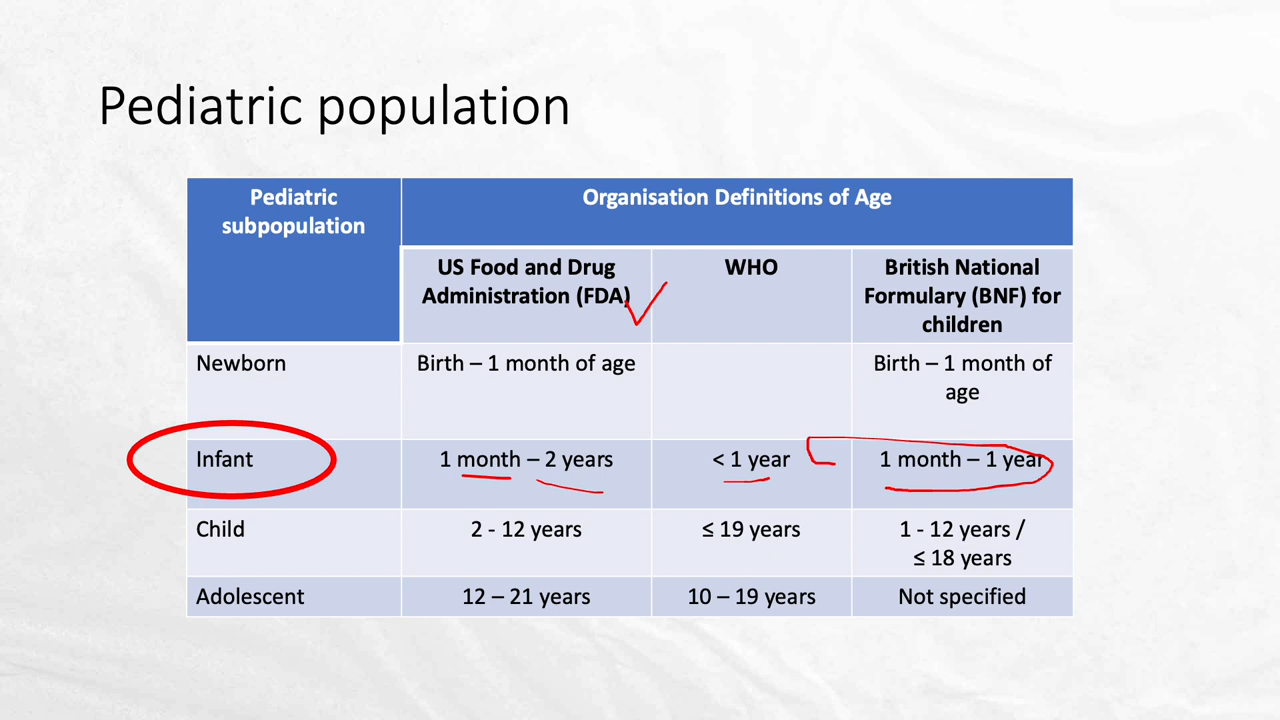 Pediatric population
Pediatric
subpopulation
Organisation Definitions of Age
US Food and Drug
Administration (FDA)
WHO
British National
Formulary (BNF) for
children
Newborn
Birth – 1 month of age
Birth – 1 month of
age
Infant
1 month – 2 years
< 1 year
1 month – 1 year
Child
2 - 12 years
≤ 19 years
1 - 12 years /
≤ 18 years
Adolescent
12 – 21 years
10 – 19 years
Not specified